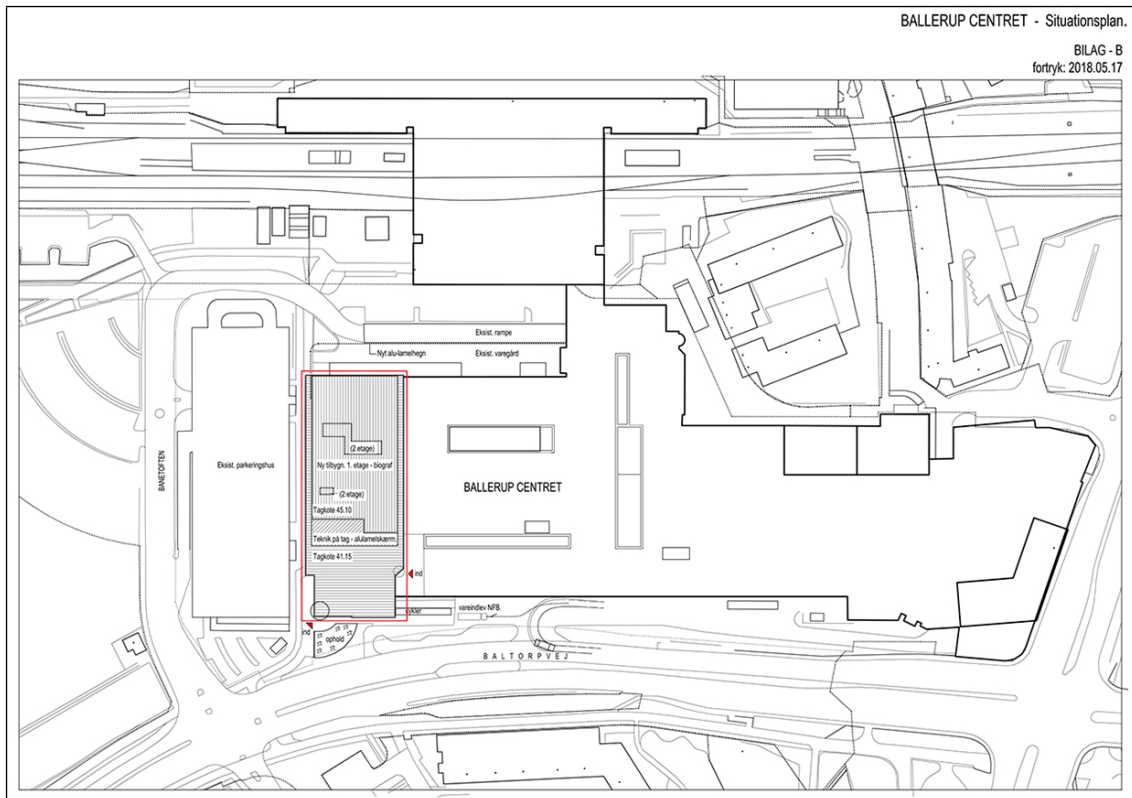 BALLERUP CENTRET - Situationsplan.
BILAG - B
fortryk: 2018.05.17
Eksist. rampe
Nyt alu-lamelhegn
Eksist. varegård
BANETOFTEN
Eksist. parkeringshus
(2.etage)
Ny tilbygn. 1. etage - biograf
(2.etage)
BALLERUP CENTRET
Tagkote 45.10
Teknik på tag - alulamelskærm.
Tagkote 41.15
ind
cykler
vareindlev NFB.
ind
ophold
BALTORPVEJ